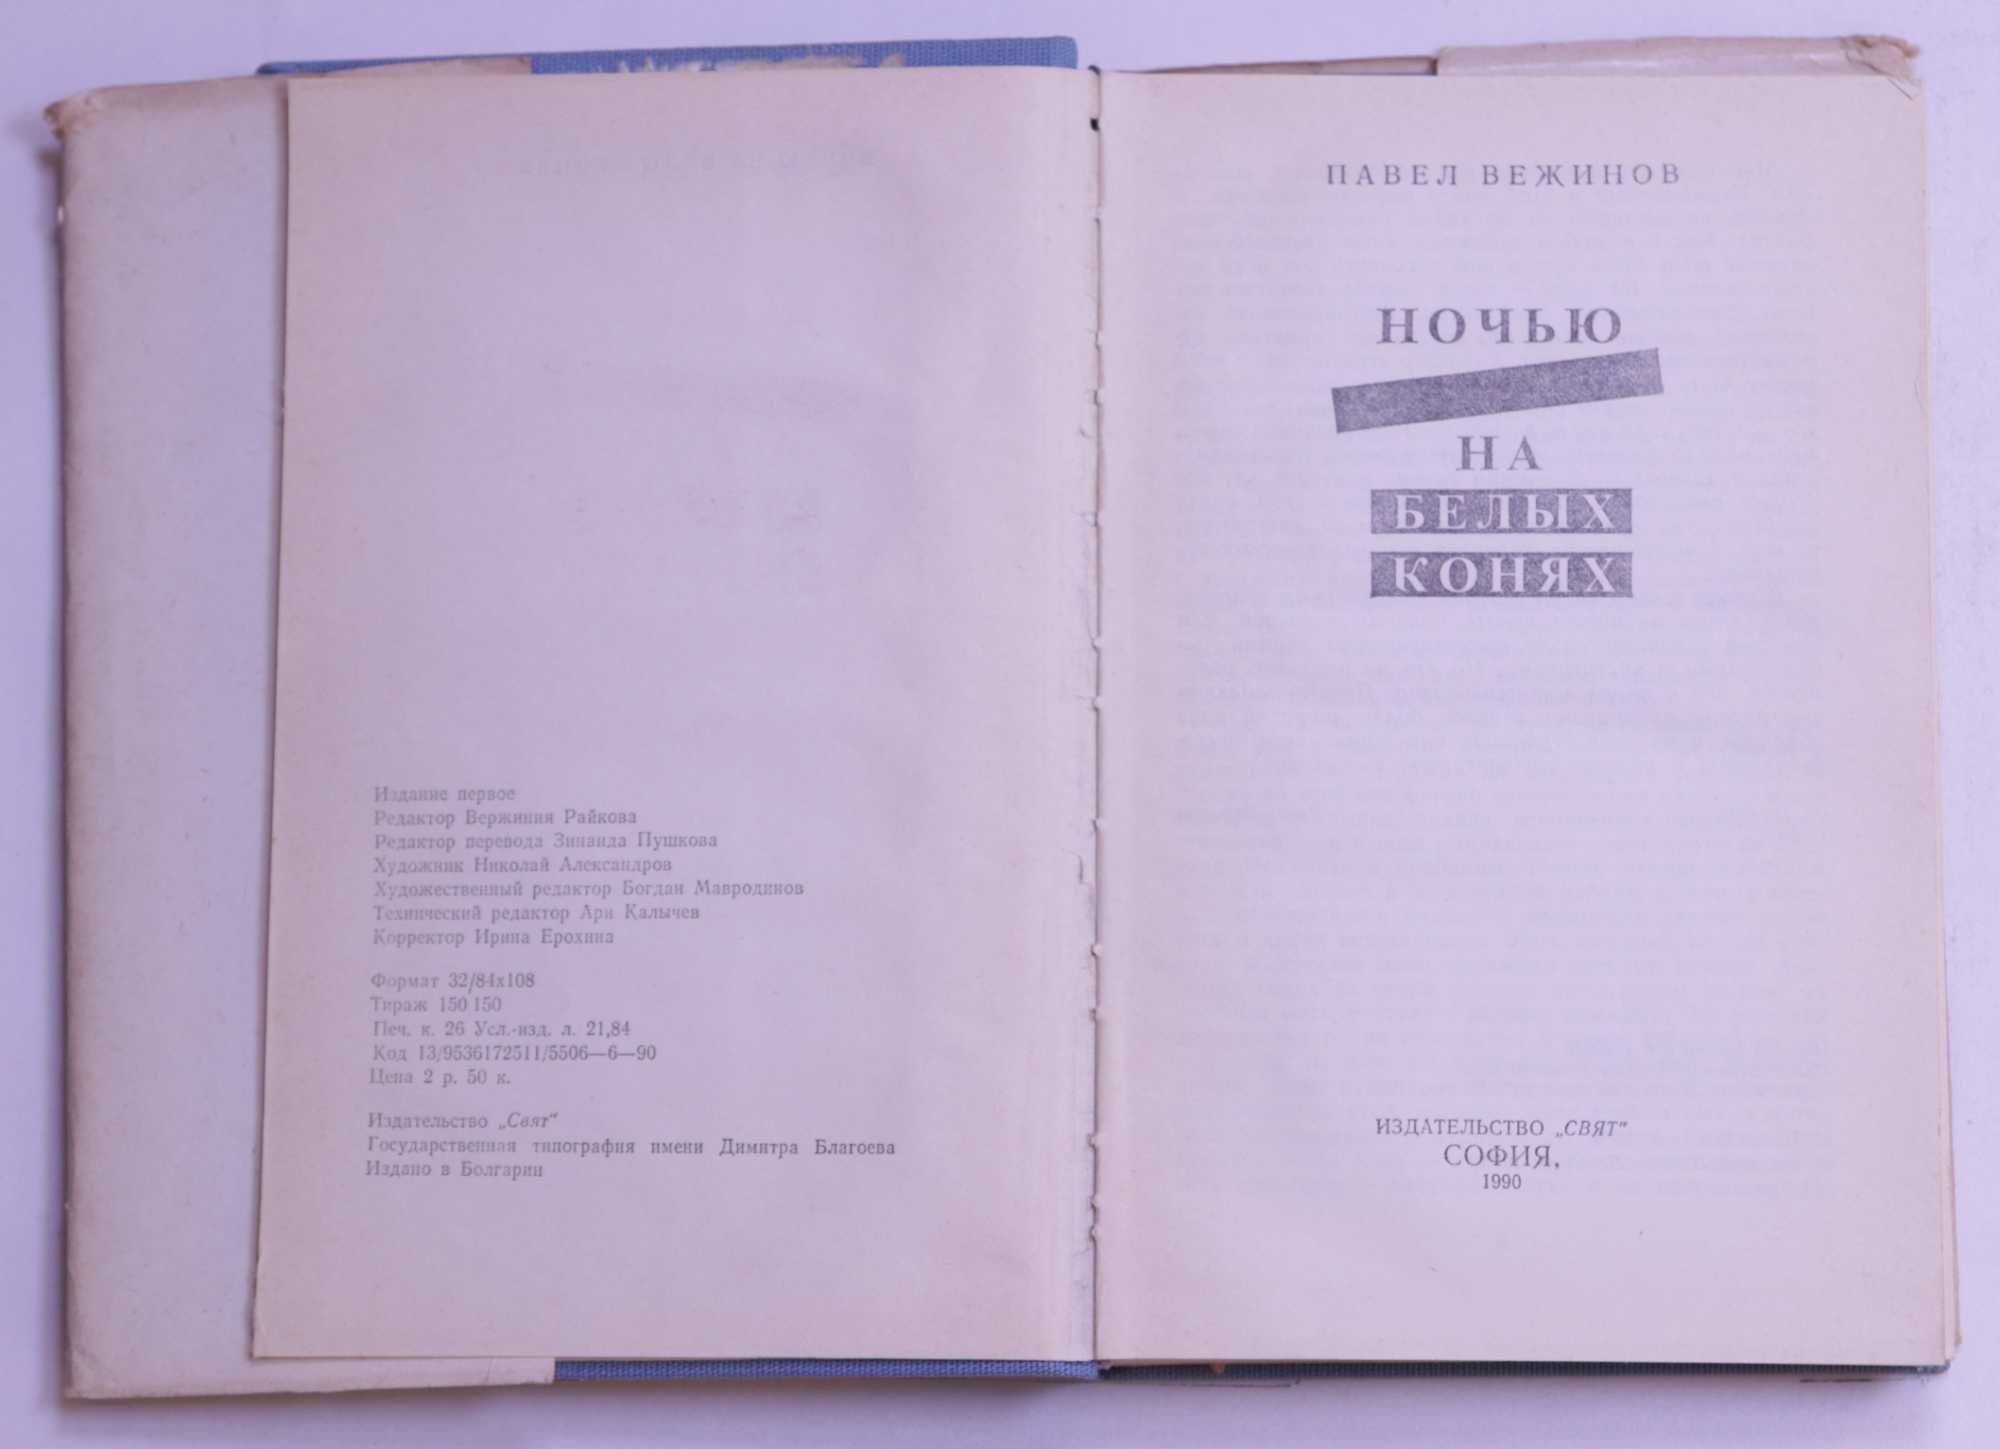 Издание первое
Редактор Вержиния Райкова
Редактор перевода Зинаида Пушкова
Художник Николай Александров
Художественный редактор Богдан Мавродинов
Технический редактор Ари Калычев
Корректор Ирина Ерохина
Формат 32/84x108
Тираж 150 150
Печ. к. 26 Усл.-изд. л. 21,84
Код 13/9536172511/5506—6—90
Цена 2 р. 50 к.
Издательство „Свят“
Государственная типография имени Димитра Благоева
Издано в Болгарии
ПАВЕЛ ВЕЖИНОВ
НОЧЬЮ
НА
БЕЛЫХ
КОНЯХ
ИЗДАТЕЛЬСТВО „СВЯТ“
СОФИЯ,
1990